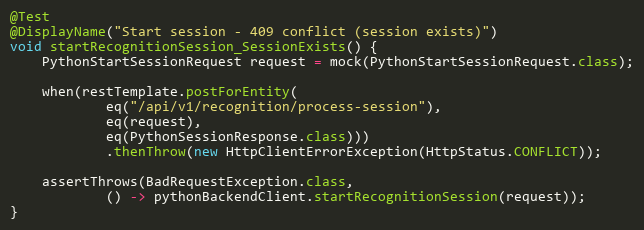 @Test
@DisplayName("Start session - 409 conflict (session exists)")
void startRecognitionSession_SessionExists() {
    PythonStartSessionRequest request = mock(PythonStartSessionRequest.class);

    when(restTemplate.postForEntity(
            eq("/api/v1/recognition/process-session"),
            eq(request),
            eq(PythonSessionResponse.class)))
            .thenThrow(new HttpClientErrorException(HttpStatus.CONFLICT));

    assertThrows(BadRequestException.class,
            () -> pythonBackendClient.startRecognitionSession(request));
}